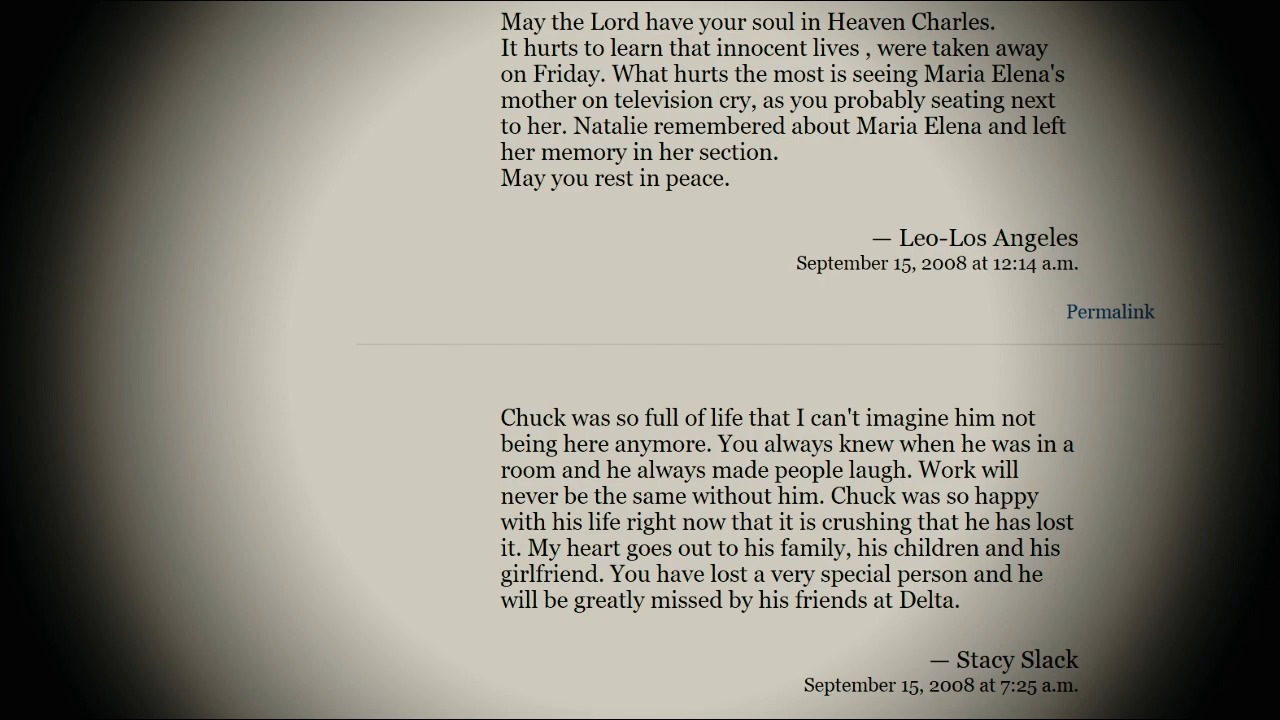 May the Lord have your soul in Heaven Charles.
It hurts to learn that innocent lives , were taken away
on Friday. What hurts the most is seeing Maria Elena's
mother on television cry, as you probably seating next
to her. Natalie remembered about Maria Elena and left
her memory in her section.
May you rest in peace.
— Leo-Los Angeles
September 15, 2008 at 12:14 a.m.
Permalink
Chuck was so full of life that I can't imagine him not
being here anymore. You always knew when he was in a
room and he always made people laugh. Work will
never be the same without him. Chuck was so happy
with his life right now that it is crushing that he has lost
it. My heart goes out to his family, his children and his
girlfriend. You have lost a very special person and he
will be greatly missed by his friends at Delta.
— Stacy Slack
September 15, 2008 at 7:25 a.m.